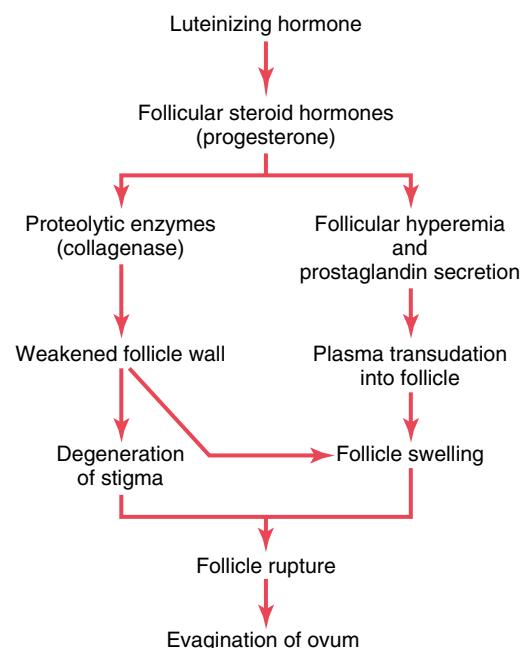 Luteinizing hormone
Follicular steroid hormones
(progesterone)
Proteolytic enzymes
(collagenase)
Follicular hyperemia
and
prostaglandin secretion
Weakened follicle wall
Plasma transudation
into follicle
Degeneration
of stigma
Follicle swelling
Follicle rupture
Evagination of ovum